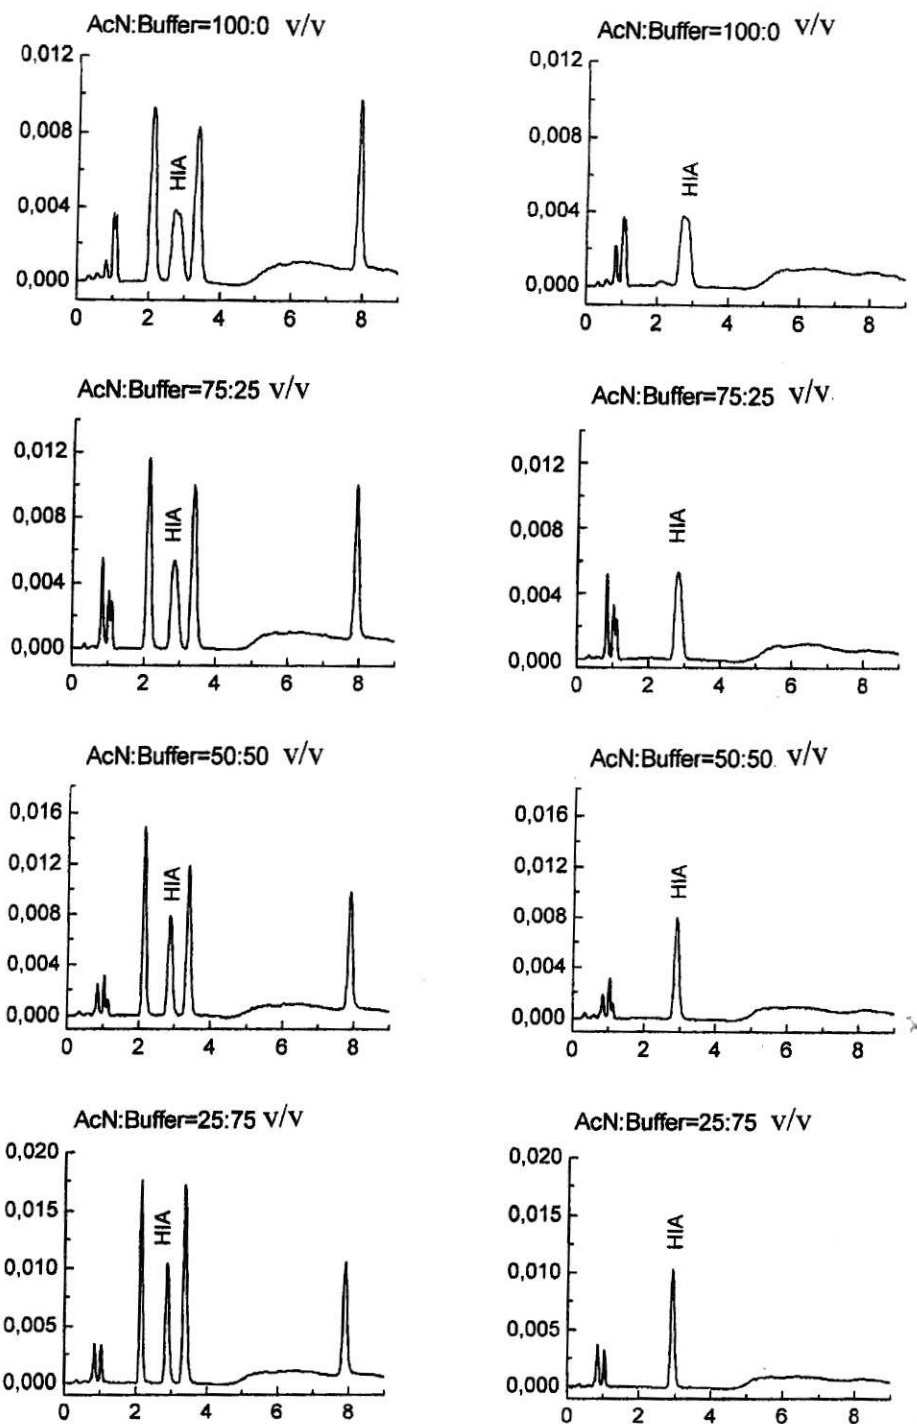 AcN:Buffer=100:0 v/v
0,012
0,008
0,004
0,000
HIA
0 2 4 6 8
AcN:Buffer=100:0 v/v
0,012
0,008
0,004
0,000
HIA
0 2 4 6 8
AcN:Buffer=75:25 v/v
0,012
0,008
0,004
0,000
HIA
0 2 4 6 8
AcN:Buffer=75:25 v/v
0,012
0,008
0,004
0,000
HIA
0 2 4 6 8
AcN:Buffer=50:50 v/v
0,016
0,012
0,008
0,004
0,000
HIA
0 2 4 6 8
AcN:Buffer=50:50 v/v
0,016
0,012
0,008
0,004
0,000
HIA
0 2 4 6 8
AcN:Buffer=25:75 v/v
0,020
0,015
0,010
0,005
0,000
HIA
0 2 4 6 8
AcN:Buffer=25:75 v/v
0,020
0,015
0,010
0,005
0,000
HIA
0 2 4 6 8